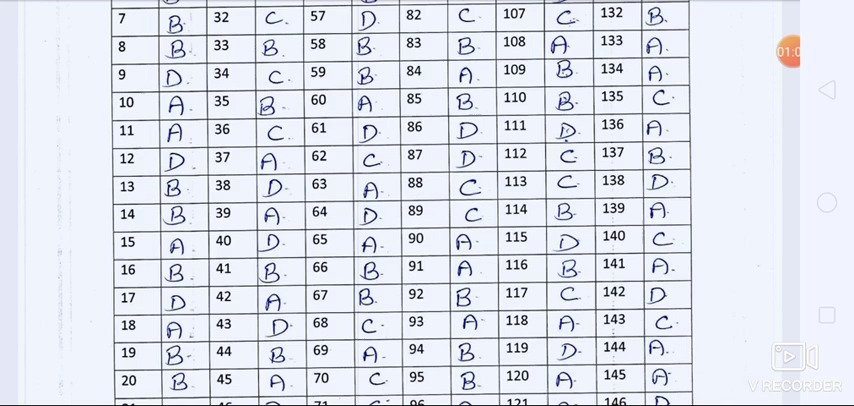 7 B 32 C. 57 D 82 C 107 C. 132 B.
8 B 33 B. 58 B. 83 B 108 A. 133 A.
9 D 34 C. 59 B 84 A. 109 B 134 A.
10 A. 35 B- 60 A 85 B. 110 B. 135 C.
11 A 36 C. 61 D. 86 D 111 D. 136 A.
12 D. 37 A. 62 C 87 D- 112 C 137 B.
13 B 38 D- 63 A- 88 C 113 C 138 D.
14 B. 39 A- 64 D. 89 C 114 B 139 A.
15 A. 40 D. 65 A- 90 A- 115 D 140 C
16 B. 41 B. 66 B. 91 A 116 B. 141 A.
17 D. 42 A. 67 B. 92 B 117 C 142 D
18 A 43 D. 68 C. 93 A- 118 A. 143 C.
19 B- 44 B. 69 A. 94 B. 119 D. 144 A.
20 B. 45 A. 70 C 95 B. 120 A. 145 A.
V RECORDER